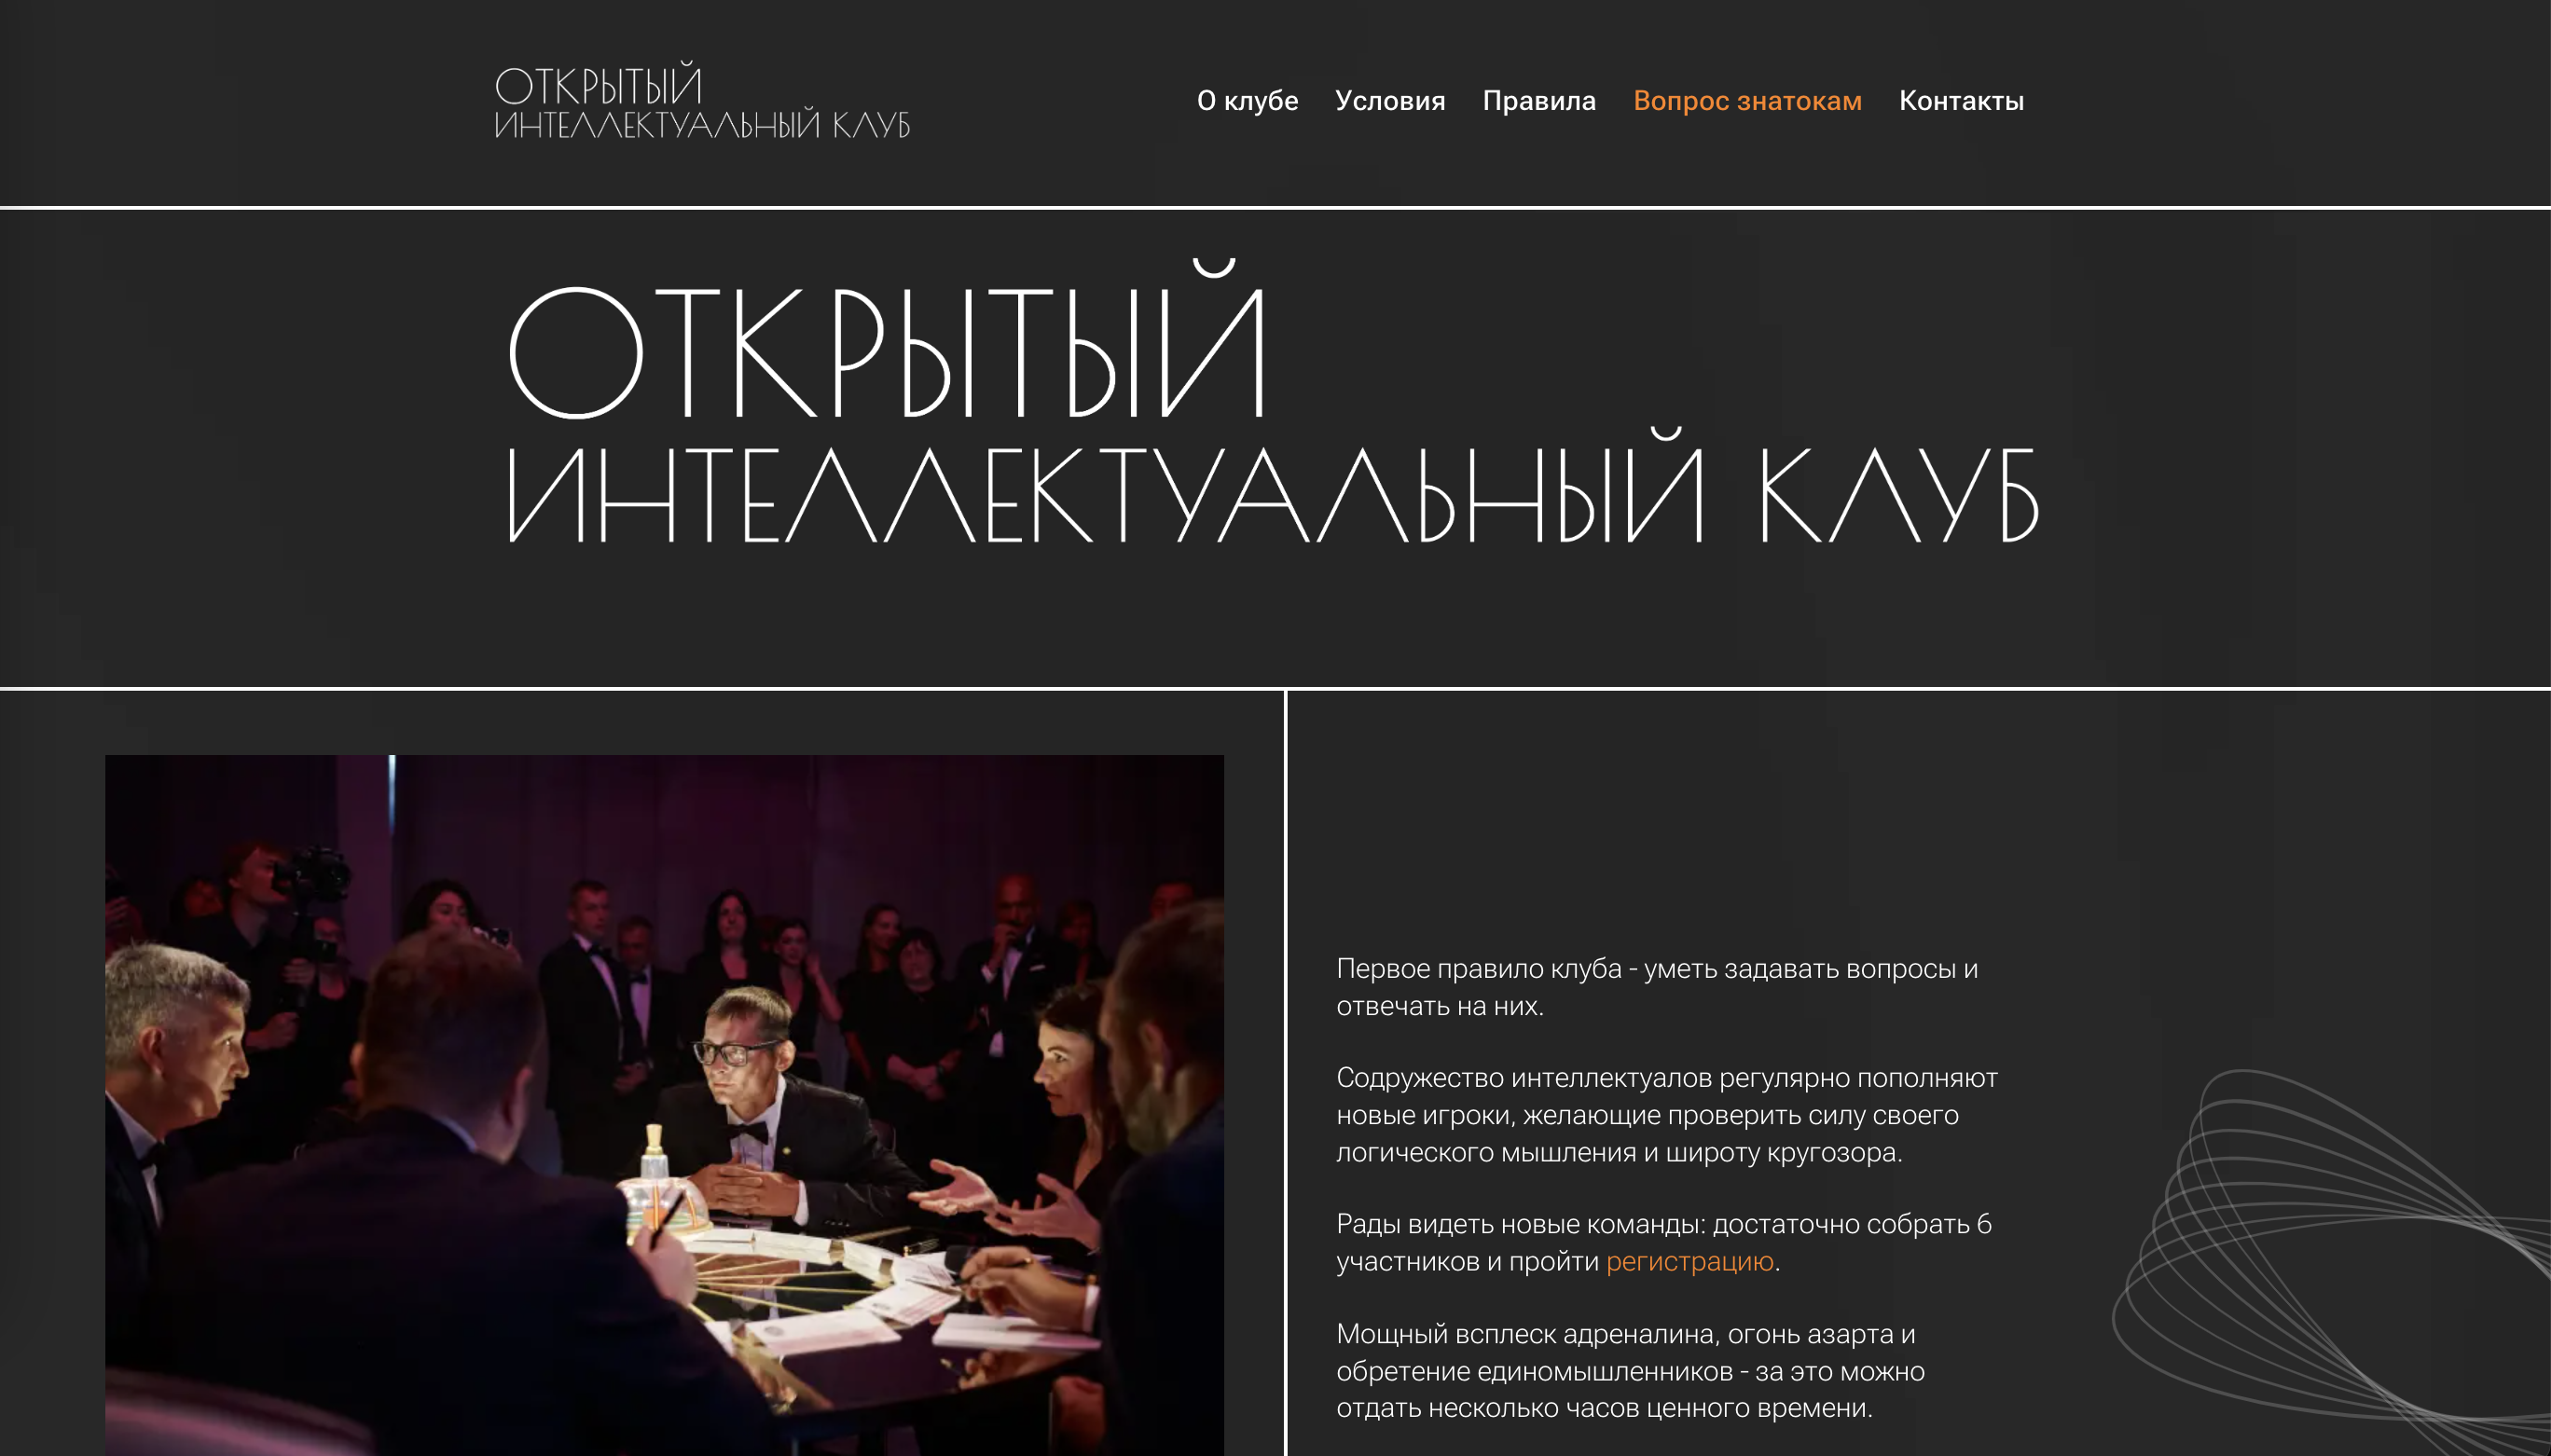 ОТКРЫТЫЙ
ИНТЕЛЛЕКТУАЛЬНЫЙ КЛУБ
О клубе Условия Правила Вопрос знатокам Контакты
ОТКРЫТЫЙ
ИНТЕЛЛЕКТУАЛЬНЫЙ КЛУБ
Первое правило клуба - уметь задавать вопросы и
отвечать на них.
Содружество интеллектуалов регулярно пополняют
новые игроки, желающие проверить силу своего
логического мышления и широту кругозора.
Рады видеть новые команды: достаточно собрать 6
участников и пройти регистрацию.
Мощный всплеск адреналина, огонь азарта и
обретение единомышленников - за это можно
отдать несколько часов ценного времени.